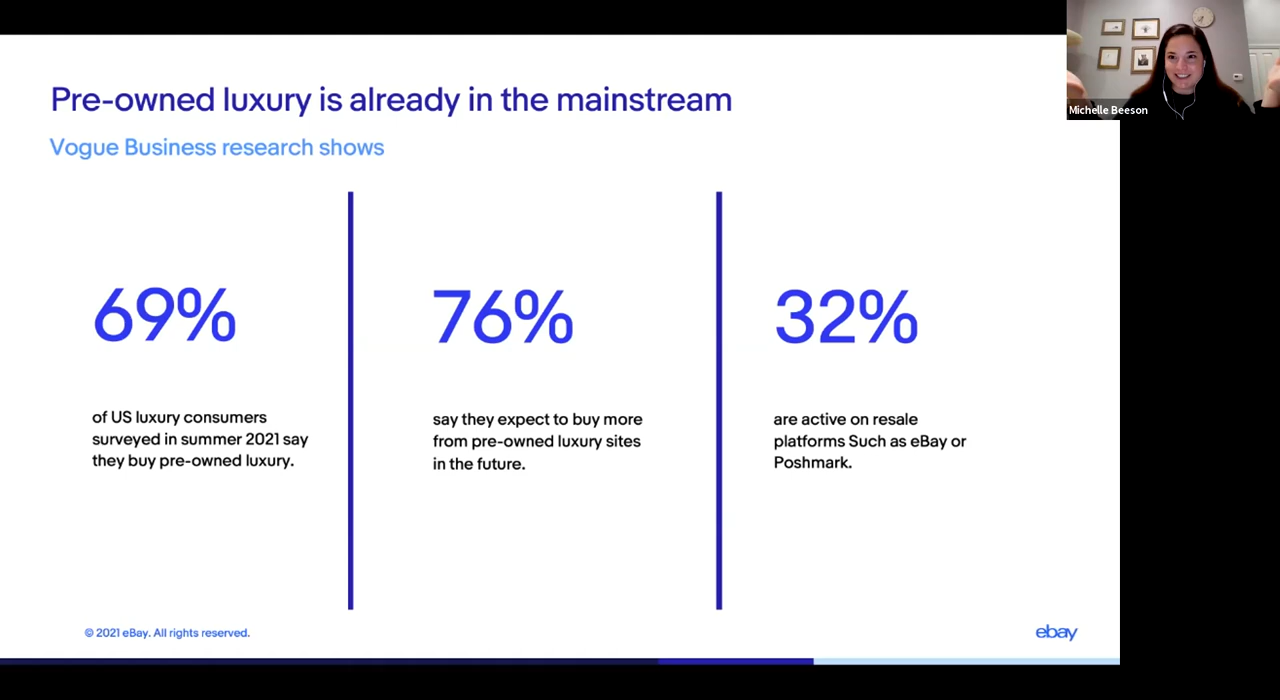 Pre-owned luxury is already in the mainstream
Vogue Business research shows
Michelle Beeson
69%
of US luxury consumers
surveyed in summer 2021 say
they buy pre-owned luxury.
76%
say they expect to buy more
from pre-owned luxury sites
in the future.
32%
are active on resale
platforms Such as eBay or
Poshmark.
© 2021 eBay. All rights reserved.
ebay